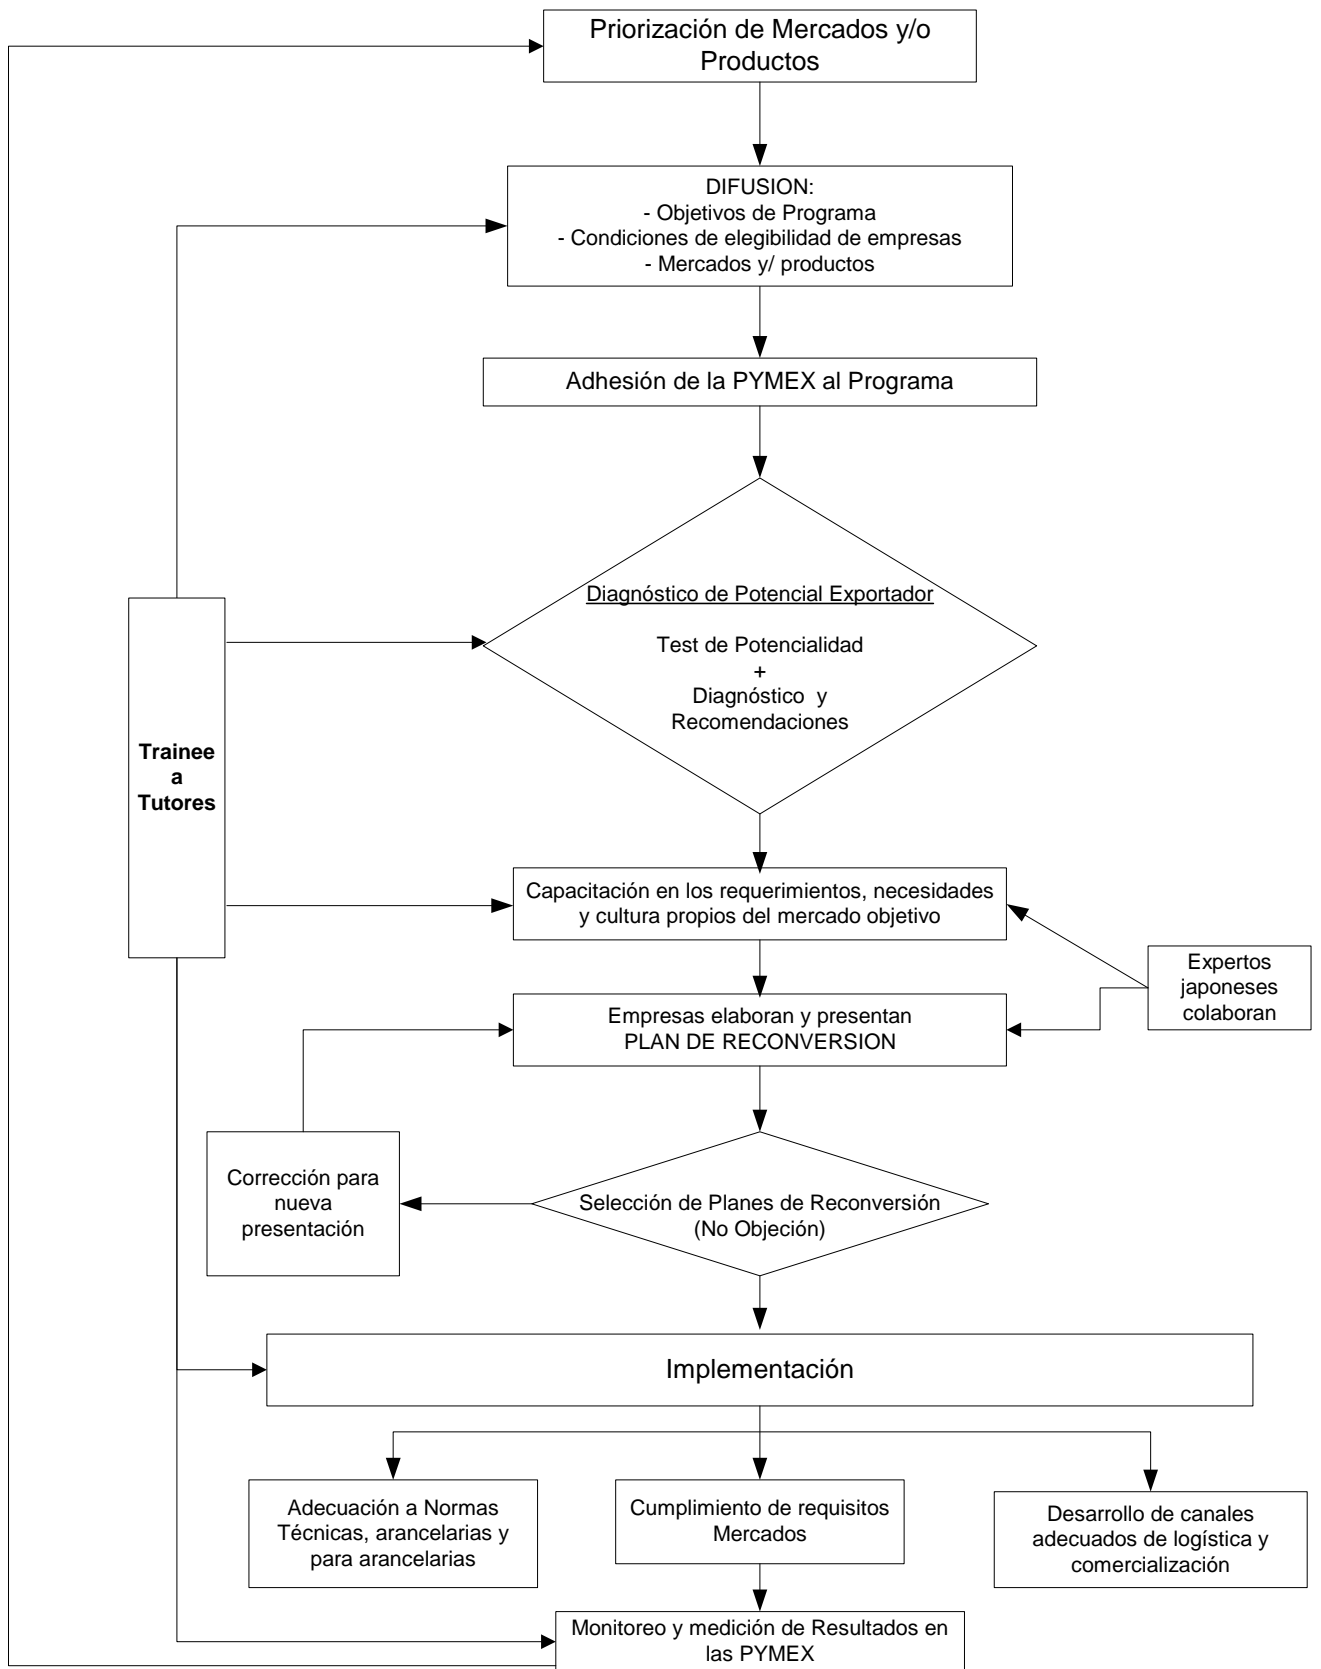 Priorización de Mercados y/o
Productos
DIFUSION:
- Objetivos de Programa
- Condiciones de elegibilidad de empresas
- Mercados y/ productos
Adhesión de la PYMEX al Programa
Diagnóstico de Potencial Exportador
Test de Potencialidad
+
Diagnóstico y
Recomendaciones
Trainee
a
Tutores
Capacitación en los requerimientos, necesidades
y cultura propios del mercado objetivo
Expertos
japoneses
colaboran
Empresas elaboran y presentan
PLAN DE RECONVERSION
Corrección para
nueva
presentación
Selección de Planes de Reconversión
(No Objeción)
Implementación
Adecuación a Normas
Técnicas, arancelarias y
para arancelarias
Cumplimiento de requisitos
Mercados
Desarrollo de canales
adecuados de logística y
comercialización
Monitoreo y medición de Resultados en
las PYMEX